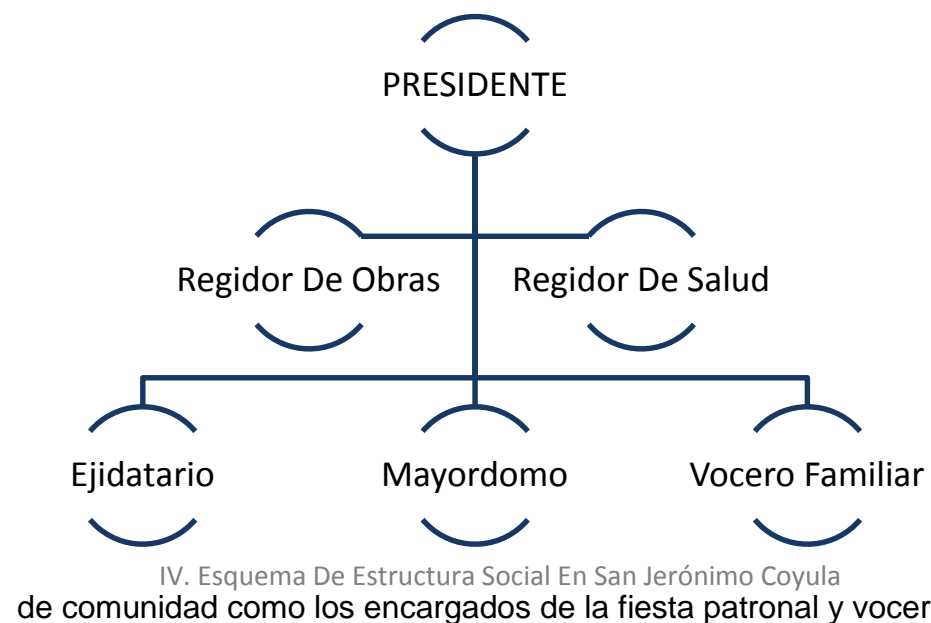 PRESIDENTE
Regidor De Obras
Regidor De Salud
Ejidatario
Mayordomo
Vocero Familiar
IV. Esquema De Estructura Social En San Jerónimo Coyula
de comunidad como los encargados de la fiesta patronal y vocer